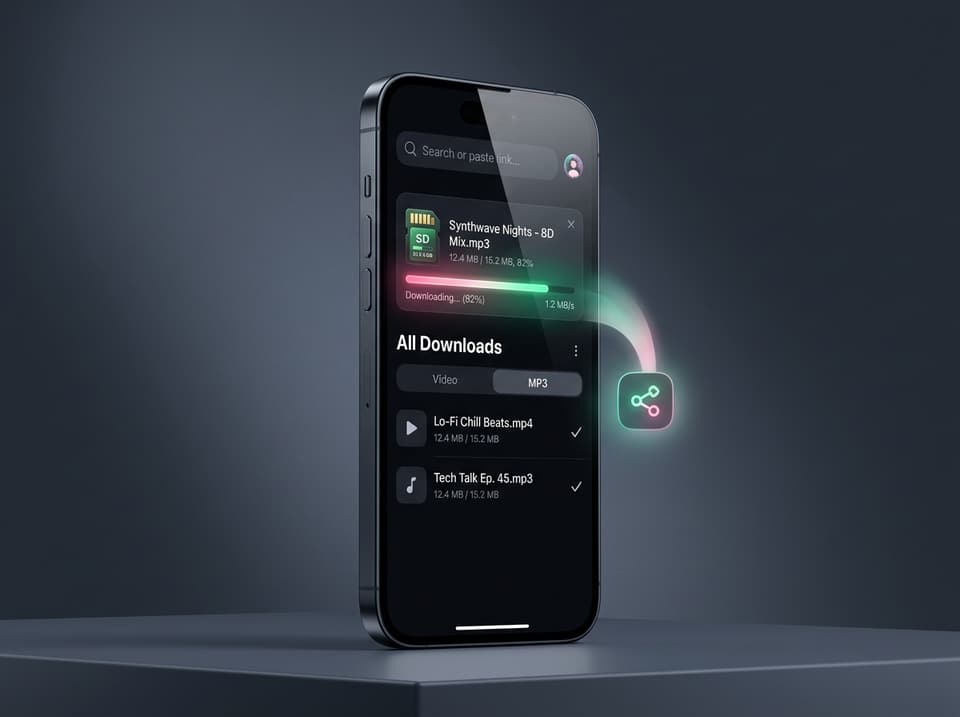 Search or paste link...
SD
Synthwave Nights - 8D
Mix.mp3
12.4 MB / 15.2 MB, 82%
Downloading... (82%)
1.2 MB/s
All Downloads
Video
MP3
Lo-Fi Chill Beats.mp4
12.4 MB / 15.2 MB
Tech Talk Ep. 45.mp3
12.4 MB / 15.2 MB